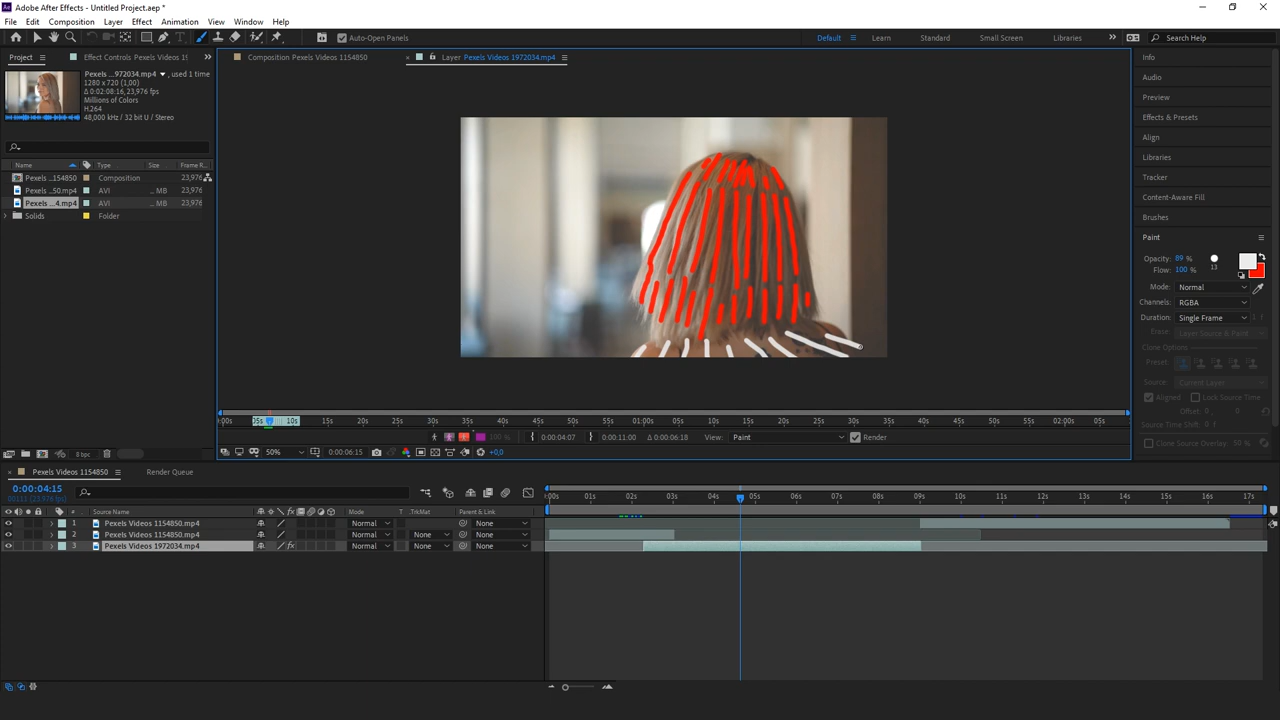 Adobe After Effects - Untitled Project.aep *
File Edit Composition Layer Effect Animation View Window Help
Auto-Open Panels
Default Learn Standard Small Screen Libraries Search Help
Project Effect Controls Pexels Videos 19
Composition Pexels Videos 1154850
Layer Pexels Videos 1972034.mp4
Pexels ...972034.mp4 , used 1 time
1280 x 720 (1,00)
Δ 0:02:08:16, 23,976 fps
Millions of Colors
H.264
48,000 kHz / 32 bit U / Stereo
Name Type Size Frame R...
Pexels ...154850 Composition 23,976
Pexels ...50.mp4 AVI ... MB 23,976
Pexels ...4.mp4 AVI ... MB 23,976
Solids Folder
8 bpc
Info
Audio
Preview
Effects & Presets
Align
Libraries
Tracker
Content-Aware Fill
Brushes
Paint
Opacity: 89 %
Flow: 100 %
13
Mode: Normal
Channels: RGBA
Duration: Single Frame
Erase: Layer Source & Paint
Clone Options
Preset:
Source: Current Layer
Aligned Lock Source Time
Offset: 0 , 0
Source Time Shift: 0 f
Clone Source Overlay: 50 %
:00s 05s 10s 15s 20s 25s 30s 35s 40s 45s 50s 55s 01:00s 05s 10s 15s 20s 25s 30s 35s 40s 45s 50s 55s 02:00s 05s
100 % 0:00:04:07 0:00:11:00 Δ 0:00:06:18 View: Paint Render
50% 0:00:06:15 +0,0
Pexels Videos 1154850 Render Queue
0:00:04:15
00111 (23.976 fps)
# Source Name Mode T .TrkMat Parent & Link
:00s 01s 02s 03s 04s 05s 06s 07s 08s 09s 10s 11s 12s 13s 14s 15s 16s 17s
1 Pexels Videos 1154850.mp4 Normal None
2 Pexels Videos 1154850.mp4 Normal None None
3 Pexels Videos 1972034.mp4 fx Normal None None